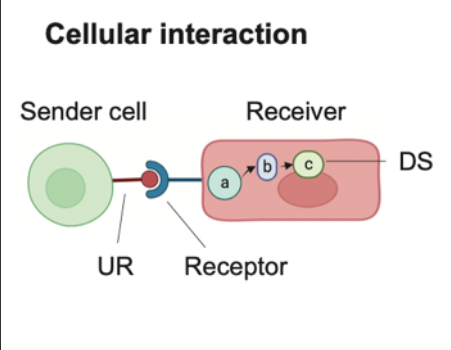 Cellular interaction
Sender cell
Receiver
a
b
c
DS
UR
Receptor